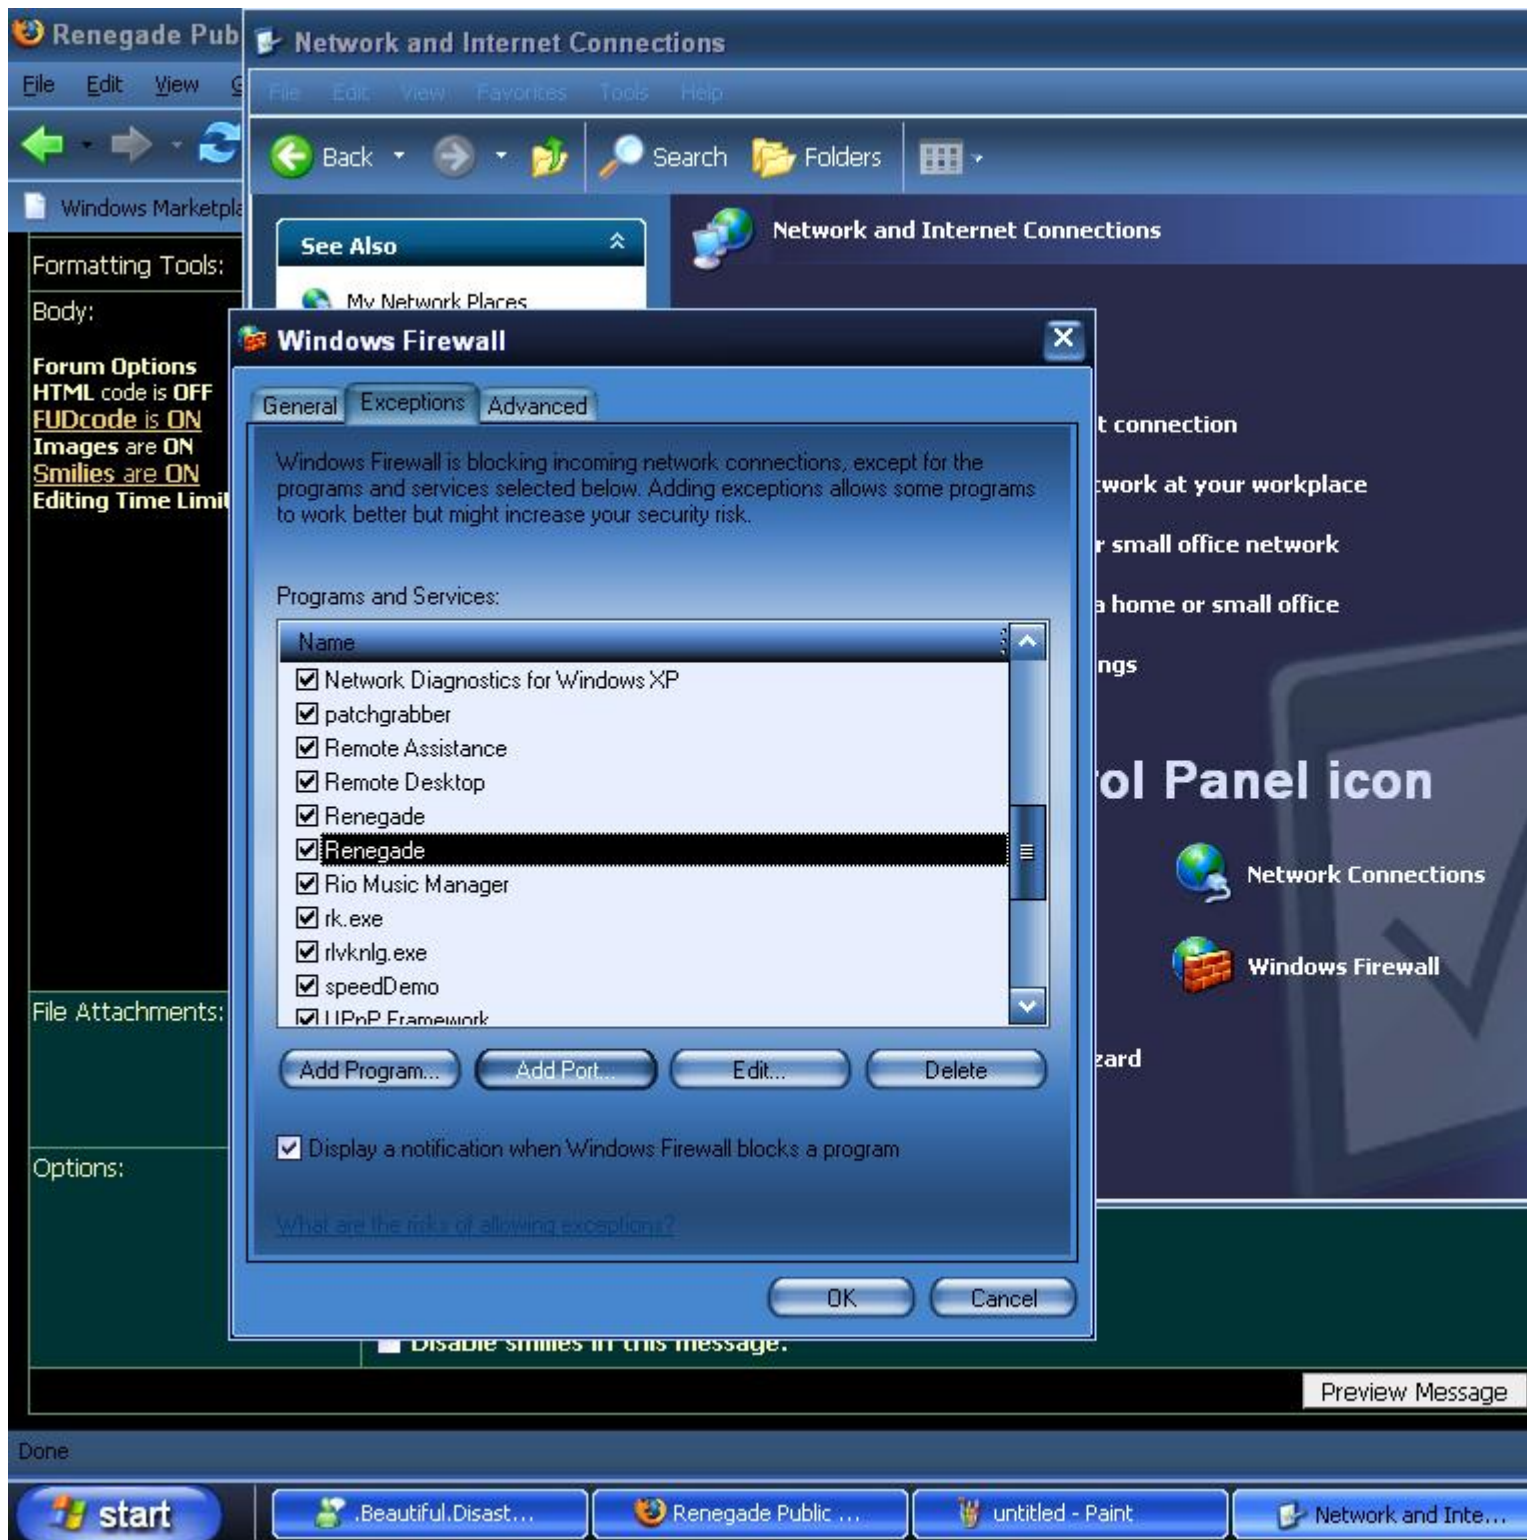 Renegade Pub
File Edit View G
Windows Marketpla
Formatting Tools:
Body:
Forum Options
HTML code is OFF
FUDcode is ON
Images are ON
Smilies are ON
Editing Time Limit
File Attachments:
Options:
Network and Internet Connections
File Edit View Favorites Tools Help
Back Search Folders
See Also
My Network Places
Network and Internet Connections
t connection
twork at your workplace
r small office network
a home or small office
ngs
ol Panel icon
Network Connections
Windows Firewall
zard
Windows Firewall
General Exceptions Advanced
Windows Firewall is blocking incoming network connections, except for the
programs and services selected below. Adding exceptions allows some programs
to work better but might increase your security risk.
Programs and Services:
Name
Network Diagnostics for Windows XP
patchgrabber
Remote Assistance
Remote Desktop
Renegade
Renegade
Rio Music Manager
rk.exe
rlvknlg.exe
speedDemo
UPnP Framework
Add Program... Add Port... Edit... Delete
Display a notification when Windows Firewall blocks a program
What are the risks of allowing exceptions?
OK Cancel
Disable smilies in this message.
Preview Message
Done
start .Beautiful.Disast... Renegade Public ... untitled - Paint Network and Inte...